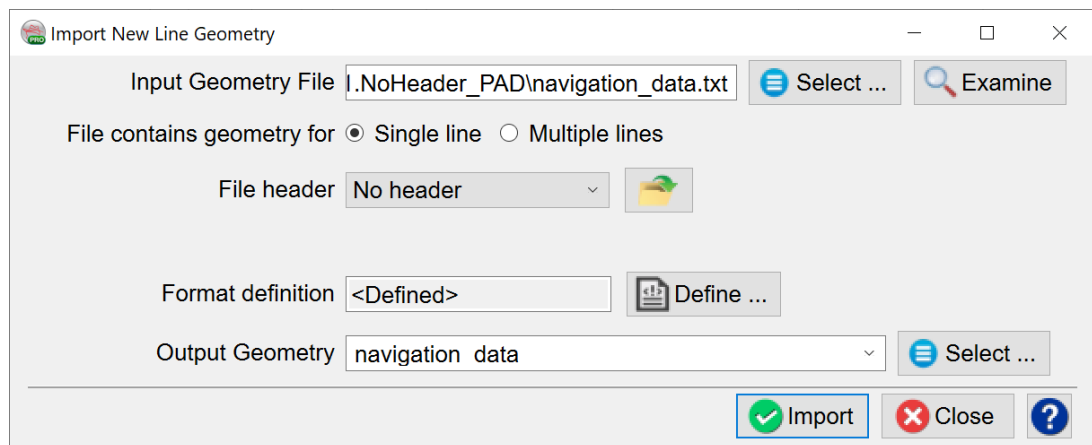 PRO Import New Line Geometry
Input Geometry File I.NoHeader_PAD\navigation_data.txt Select ... Examine
File contains geometry for Single line Multiple lines
File header No header
Format definition <Defined> Define ...
Output Geometry navigation data Select ...
Import Close ?